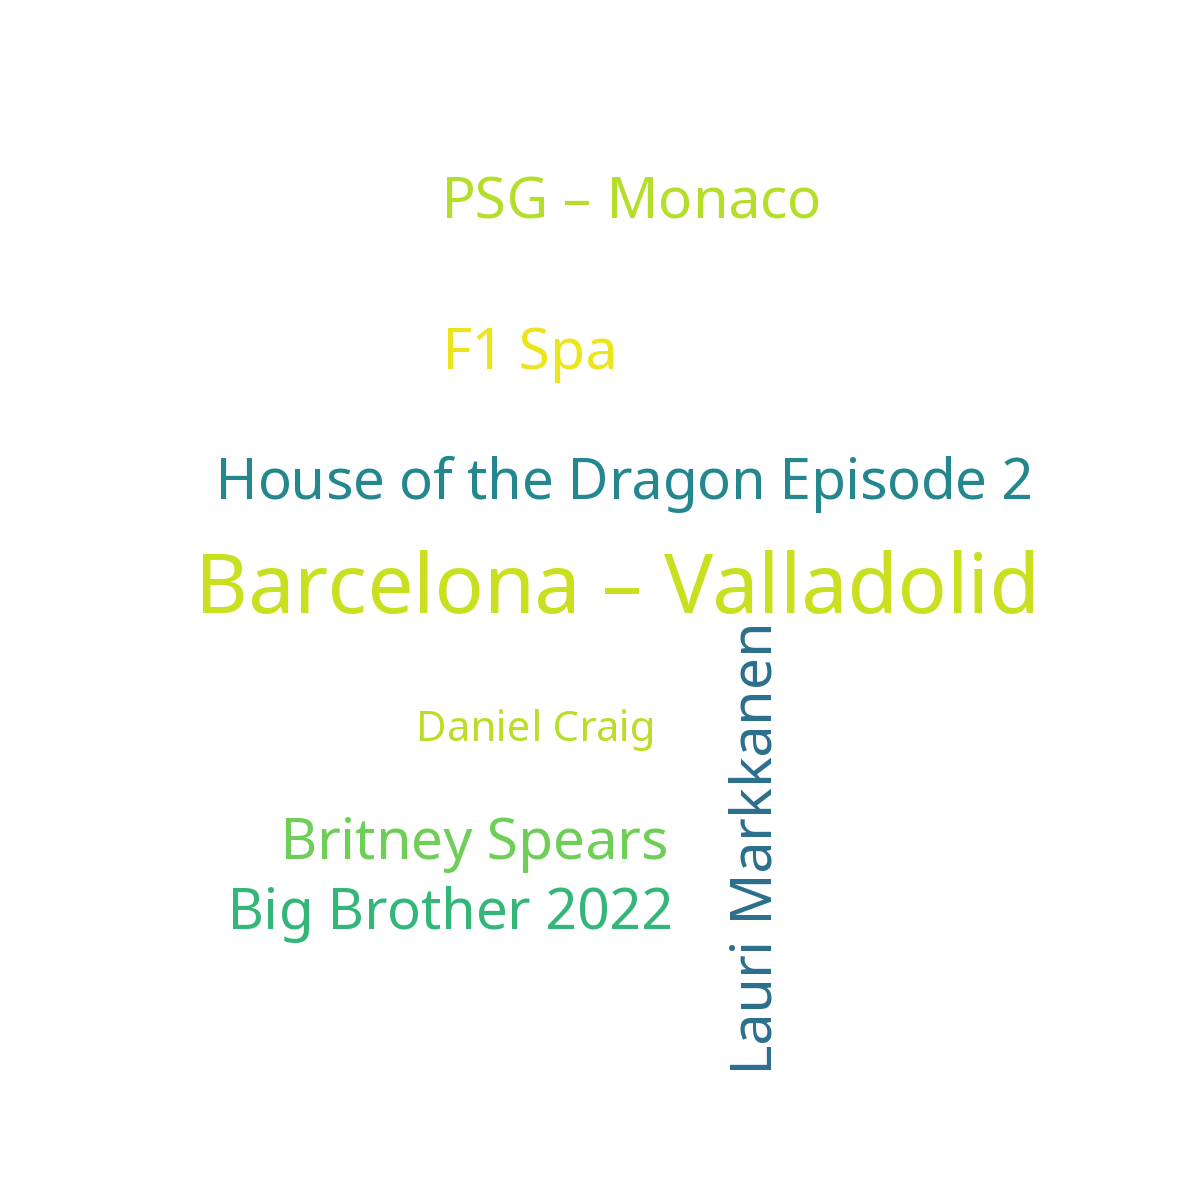 PSG – Monaco
F1 Spa
House of the Dragon Episode 2
Barcelona – Valladolid
Lauri Markkanen
Daniel Craig
Britney Spears
Big Brother 2022